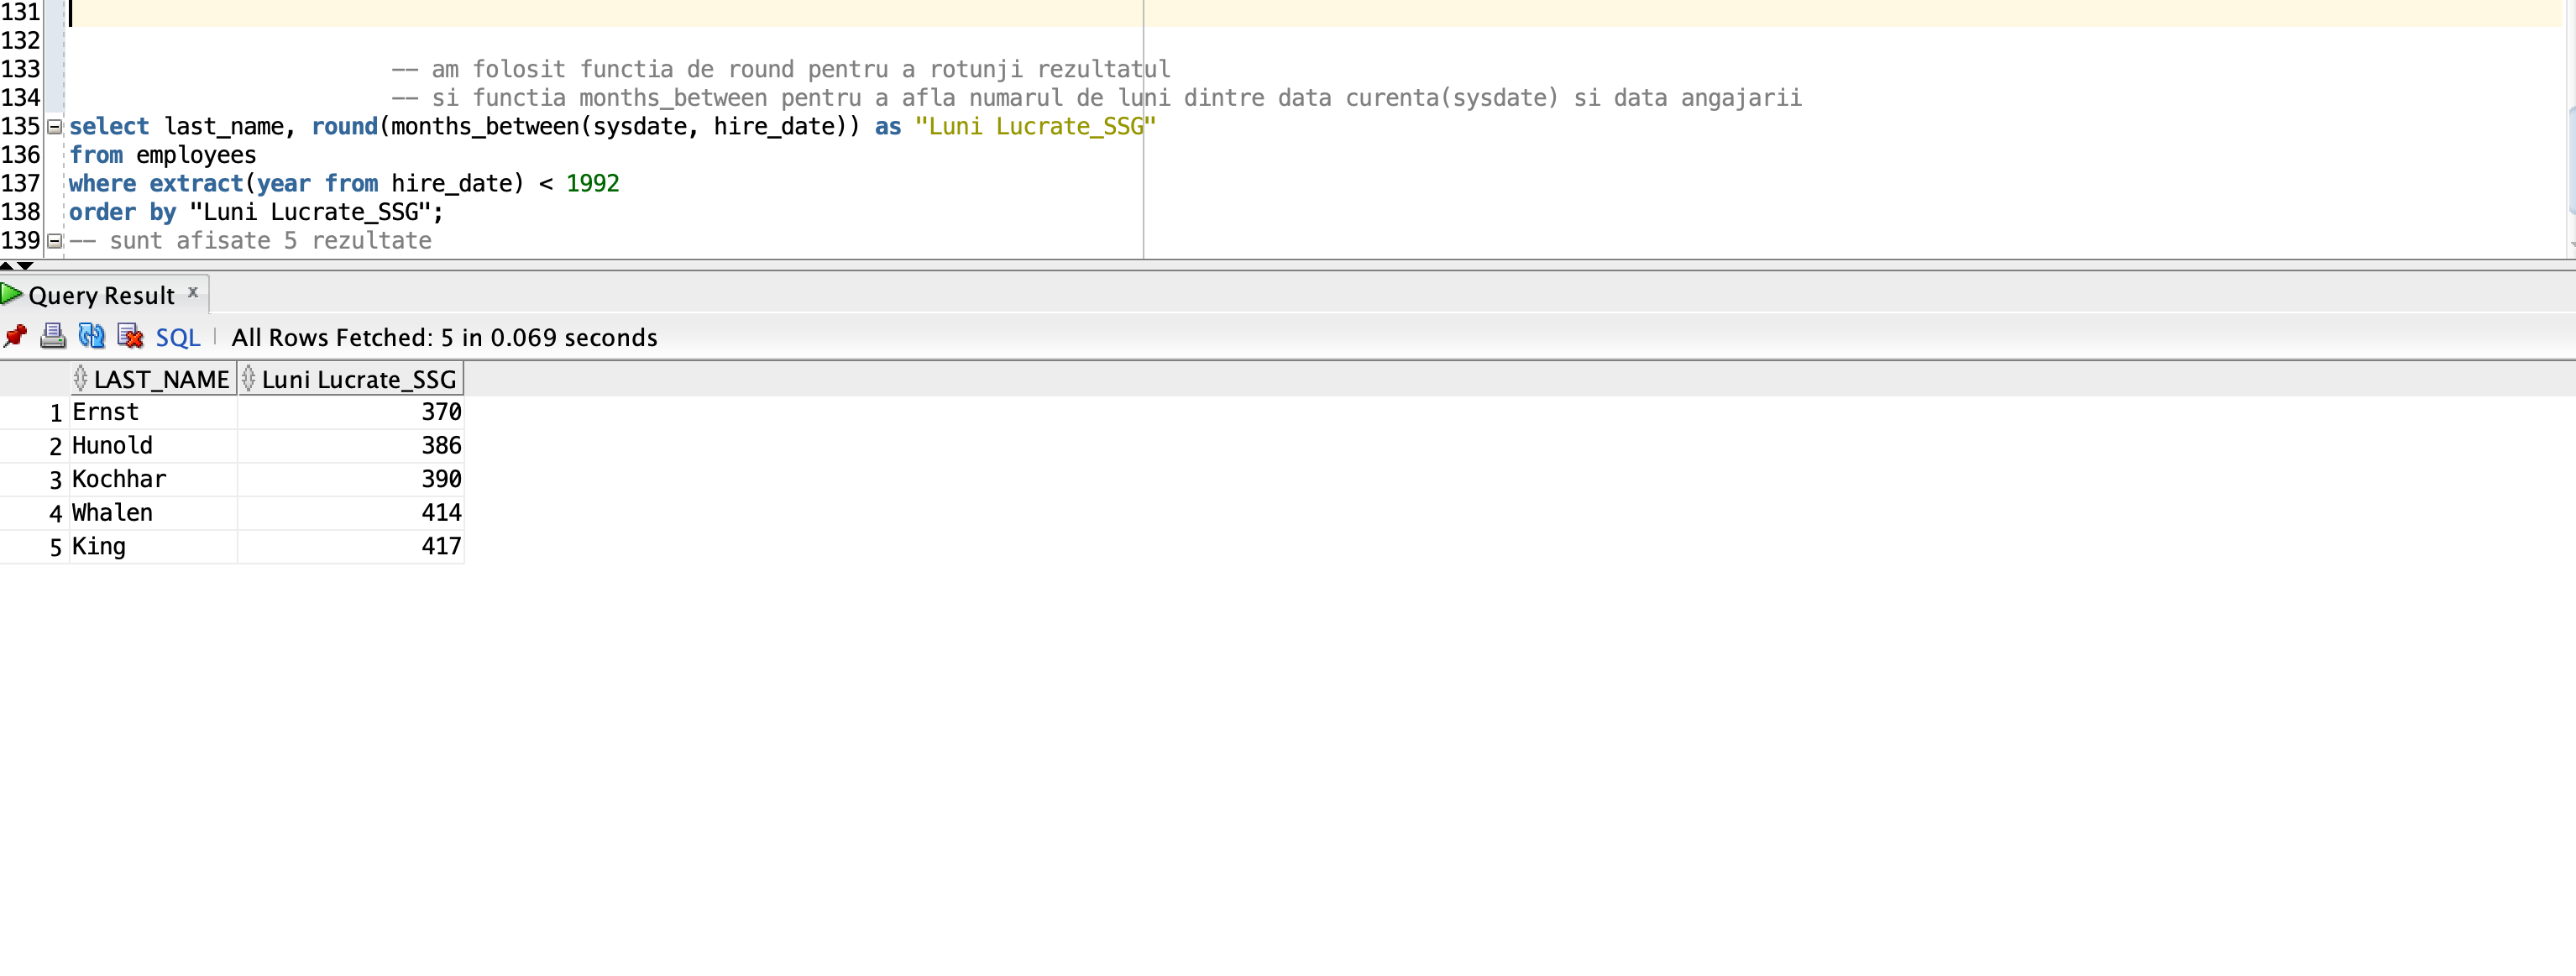 131
132
133 -- am folosit functia de round pentru a rotunji rezultatul
134 -- si functia months_between pentru a afla numarul de luni dintre data curenta(sysdate) si data angajarii
135 select last_name, round(months_between(sysdate, hire_date)) as "Luni Lucrate_SSG"
136 from employees
137 where extract(year from hire_date) < 1992
138 order by "Luni Lucrate_SSG";
139 -- sunt afisate 5 rezultate
Query Result x
SQL | All Rows Fetched: 5 in 0.069 seconds
LAST_NAME Luni Lucrate_SSG
1 Ernst 370
2 Hunold 386
3 Kochhar 390
4 Whalen 414
5 King 417